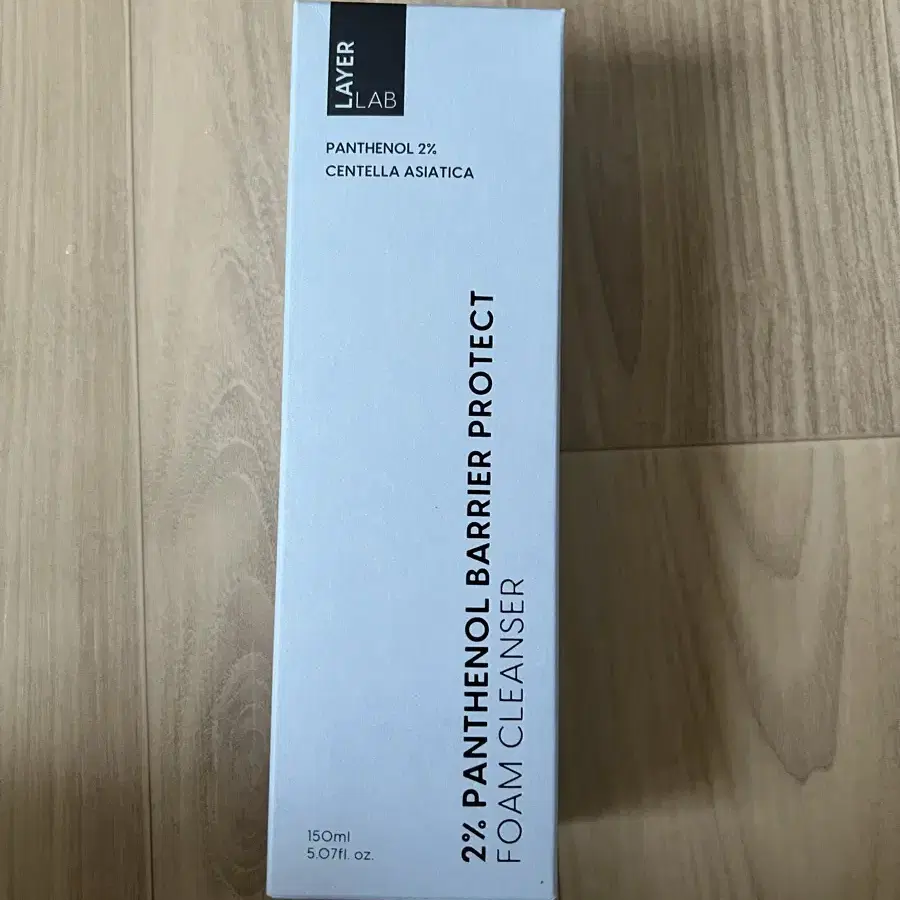 LAYER
LAB
PANTHENOL 2%
CENTELLA ASIATICA
2% PANTHENOL BARRIER PROTECT
FOAM CLEANSER
150ml
5.07fl. oz.